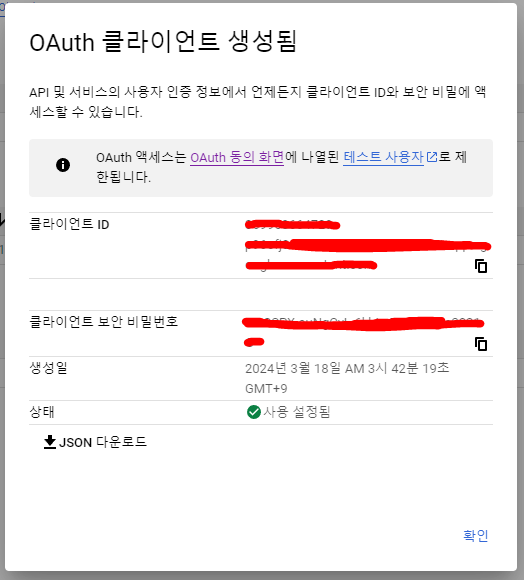 OAuth 클라이언트 생성됨
API 및 서비스의 사용자 인증 정보에서 언제든지 클라이언트 ID와 보안 비밀에 액
세스할 수 있습니다.
OAuth 액세스는 OAuth 동의 화면에 나열된 테스트 사용자로 제
한됩니다.
클라이언트 ID
클라이언트 보안 비밀번호
생성일 2024년 3월 18일 AM 3시 42분 19초
GMT+9
상태 사용 설정됨
JSON 다운로드
확인